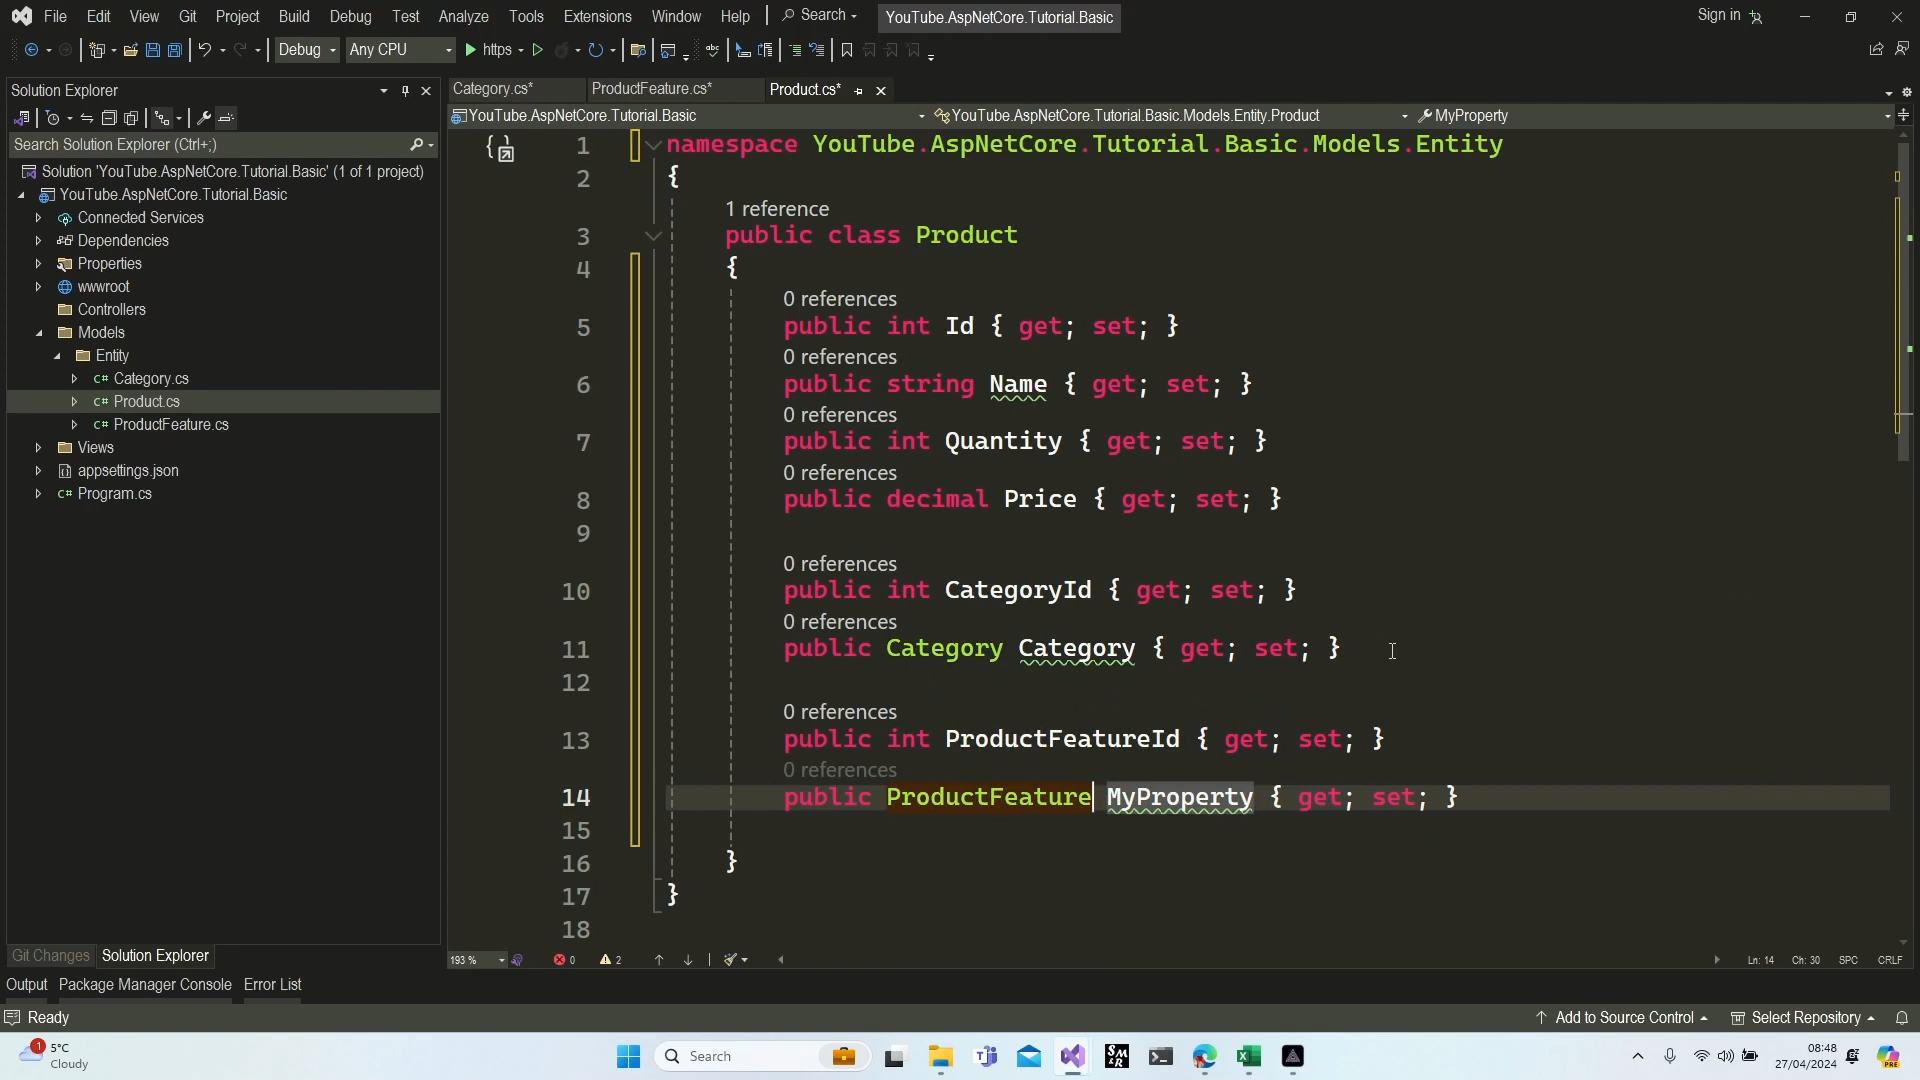 File Edit View Git Project Build Debug Test Analyze Tools Extensions Window Help Search YouTube.AspNetCore.Tutorial.Basic Sign in
Debug Any CPU https
Solution Explorer
Category.cs* ProductFeature.cs* Product.cs*
YouTube.AspNetCore.Tutorial.Basic YouTube.AspNetCore.Tutorial.Basic.Models.Entity.Product MyProperty
Search Solution Explorer (Ctrl+;)
Solution 'YouTube.AspNetCore.Tutorial.Basic' (1 of 1 project)
YouTube.AspNetCore.Tutorial.Basic
Connected Services
Dependencies
Properties
wwwroot
Controllers
Models
Entity
C# Category.cs
C# Product.cs
C# ProductFeature.cs
Views
appsettings.json
C# Program.cs
1 namespace YouTube.AspNetCore.Tutorial.Basic.Models.Entity
2 {
1 reference
3 public class Product
4 {
0 references
5 public int Id { get; set; }
0 references
6 public string Name { get; set; }
0 references
7 public int Quantity { get; set; }
0 references
8 public decimal Price { get; set; }
9
0 references
10 public int CategoryId { get; set; }
0 references
11 public Category Category { get; set; }
12
0 references
13 public int ProductFeatureId { get; set; }
0 references
14 public ProductFeature MyProperty { get; set; }
15
16 }
17 }
18
Git Changes Solution Explorer
193 % 0 2 Ln: 14 Ch: 30 SPC CRLF
Output Package Manager Console Error List
Ready Add to Source Control Select Repository
1 5°C
Cloudy
Search
08:48
27/04/2024
PRE